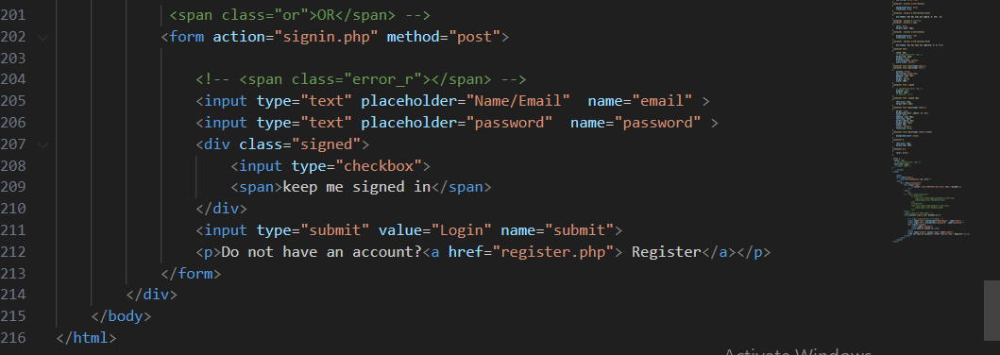 201 <span class="or">OR</span> -->
202 <form action="signin.php" method="post">
203
204 <!-- <span class="error_r"></span> -->
205 <input type="text" placeholder="Name/Email"  name="email" >
206 <input type="text" placeholder="password"  name="password" >
207 <div class="signed">
208 <input type="checkbox">
209 <span>keep me signed in</span>
210 </div>
211 <input type="submit" value="Login" name="submit">
212 <p>Do not have an account?<a href="register.php"> Register</a></p>
213 </form>
214 </div>
215 </body>
216 </html>
Activate Windows